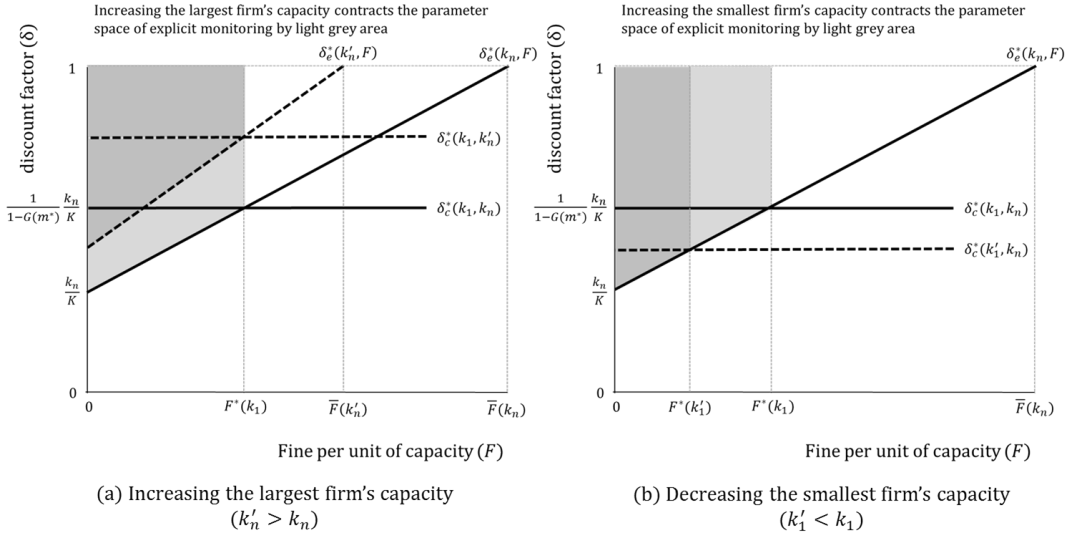 Increasing the largest firm's capacity contracts the parameter
space of explicit monitoring by light grey area
discount factor (δ)
δ*e(k′n, F)
δ*e(kn, F)
1
δ*c(k1, k′n)
1/(1−G(m*)) kn/K
δ*c(k1, kn)
kn/K
0
0
F*(k1)
F̅(k′n)
F̅(kn)
Fine per unit of capacity (F)
(a) Increasing the largest firm's capacity
(k′n > kn)
Increasing the smallest firm's capacity contracts the parameter
space of explicit monitoring by light grey area
discount factor (δ)
δ*e(kn, F)
1
1/(1−G(m*)) kn/K
δ*c(k1, kn)
δ*c(k′1, kn)
kn/K
0
0
F*(k′1)
F*(k1)
F̅(kn)
Fine per unit of capacity (F)
(b) Decreasing the smallest firm's capacity
(k′1 < k1)